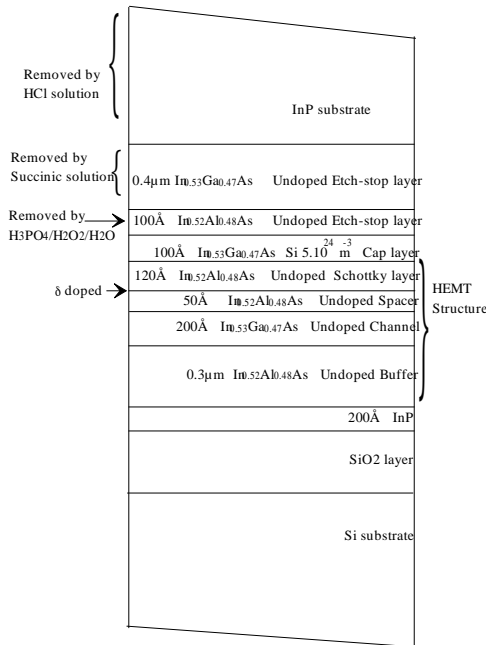 Removed by
HCl solution
InP substrate
Removed by
Succinic solution
0.4µm In0.53Ga0.47As Undoped Etch-stop layer
Removed by
H3PO4/H2O2/H2O
100Å In0.52Al0.48As Undoped Etch-stop layer
100Å In0.53Ga0.47As Si 5.10^24 m^-3 Cap layer
120Å In0.52Al0.48As Undoped Schottky layer
δ doped
50Å In0.52Al0.48As Undoped Spacer
HEMT
Structure
200Å In0.53Ga0.47As Undoped Channel
0.3µm In0.52Al0.48As Undoped Buffer
200Å InP
SiO2 layer
Si substrate